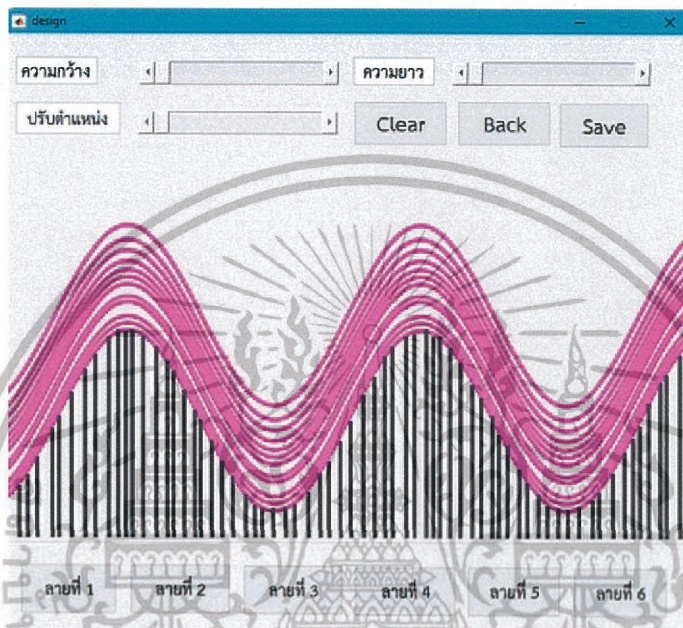 design
ความกว้าง ความยาว
ปรับตำแหน่ง Clear Back Save
ลายที่ 1 ลายที่ 2 ลายที่ 3 ลายที่ 4 ลายที่ 5 ลายที่ 6